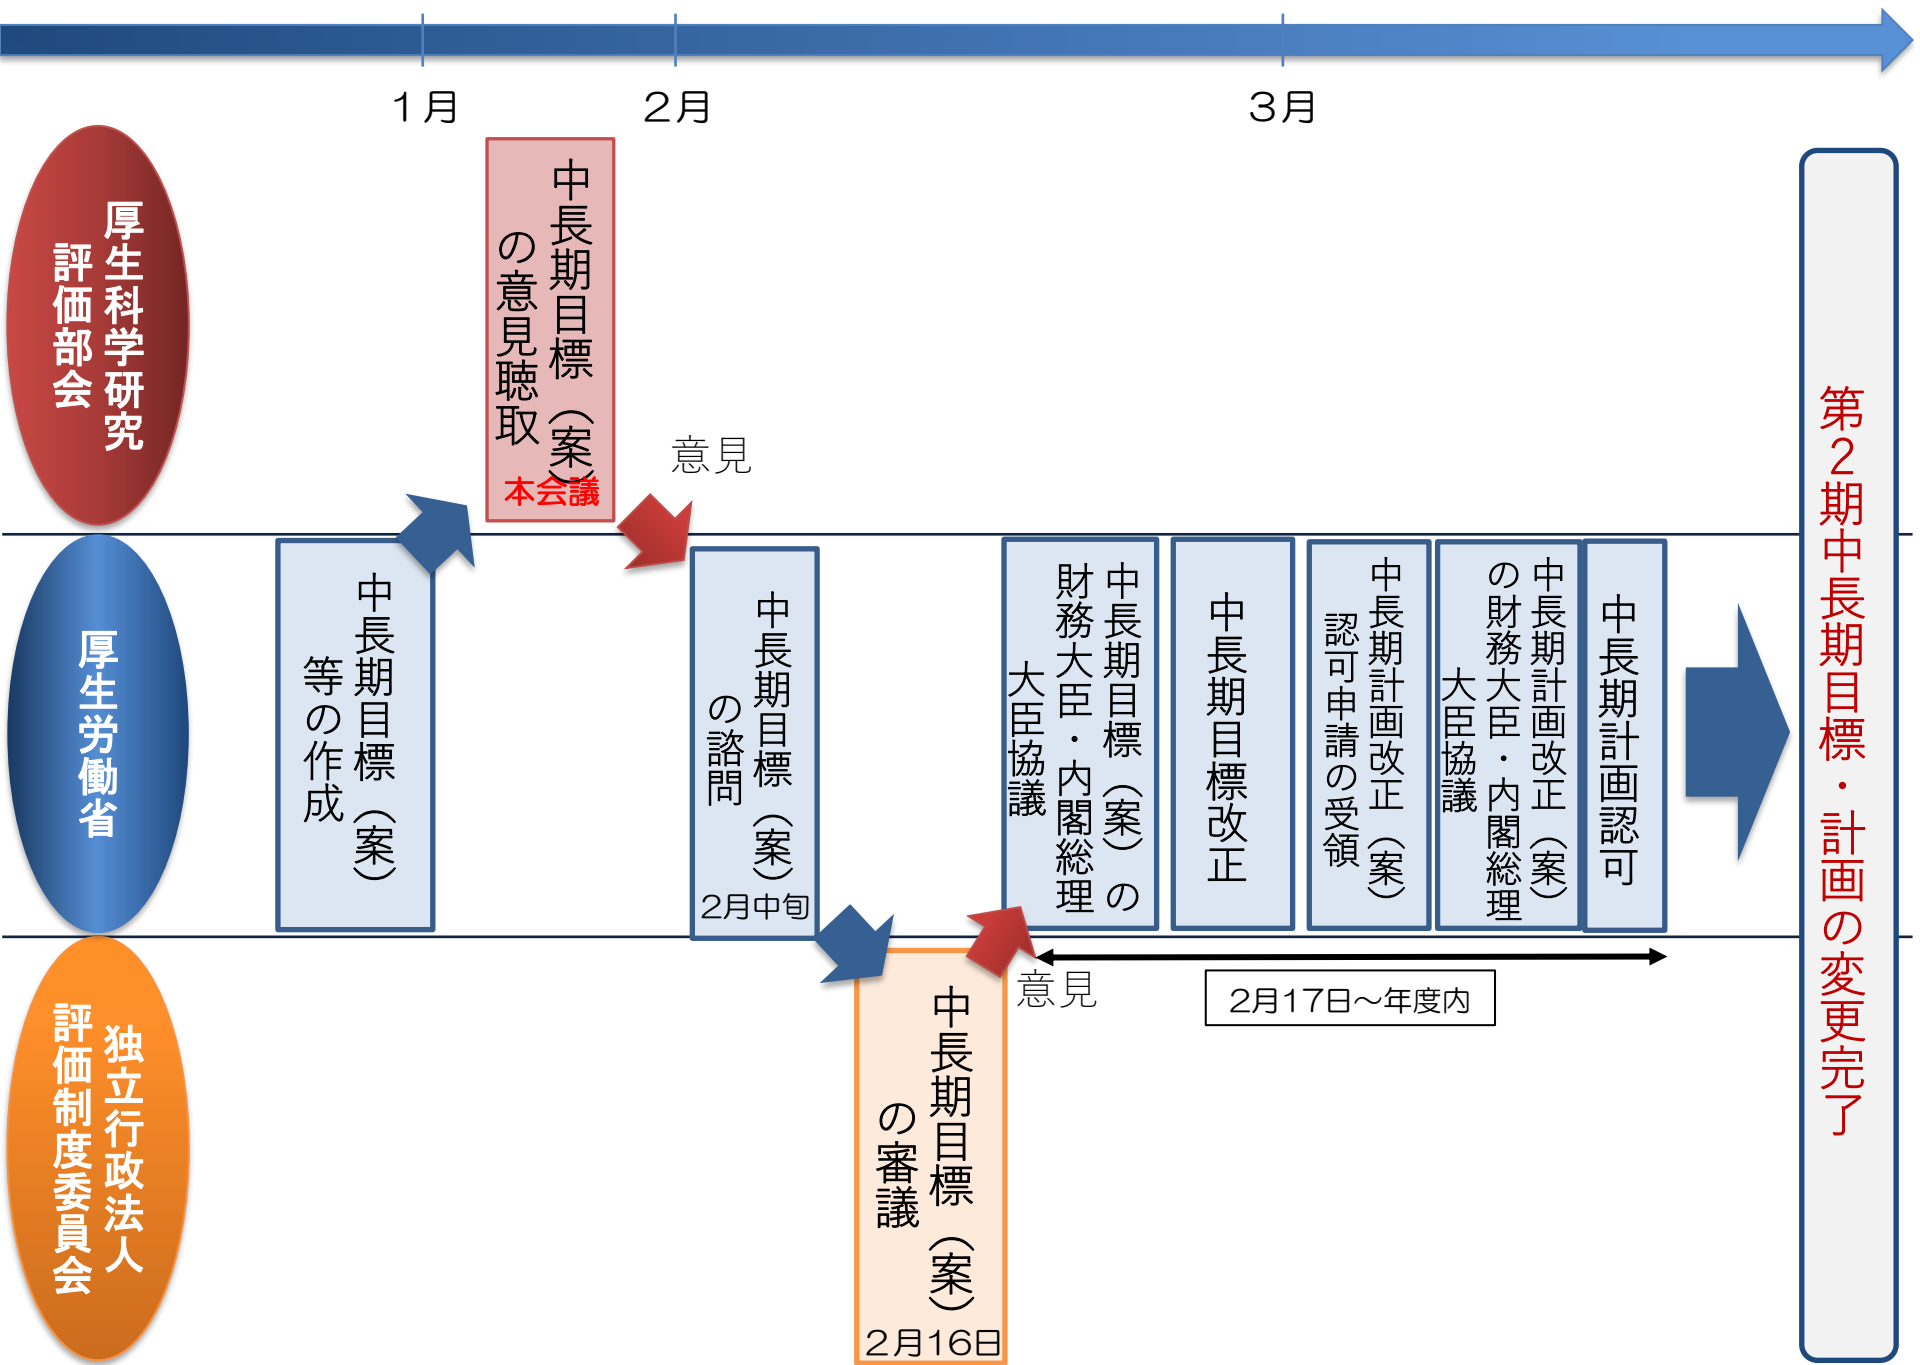 1月
2月
3月
厚生科学研究
評価部会
中長期目標（案）
の意見聴取
本会議
意見
厚生労働省
中長期目標（案）
等の作成
中長期目標（案）
の諮問
2月中旬
中長期目標（案）の
財務大臣・内閣総理
大臣協議
中長期目標改正
中長期計画改正（案）
認可申請の受領
中長期計画改正（案）
の財務大臣・内閣総理
大臣協議
中長期計画認可
意見
2月17日～年度内
独立行政法人
評価制度委員会
中長期目標（案）
の審議
2月16日
第2期中長期目標・計画の変更完了